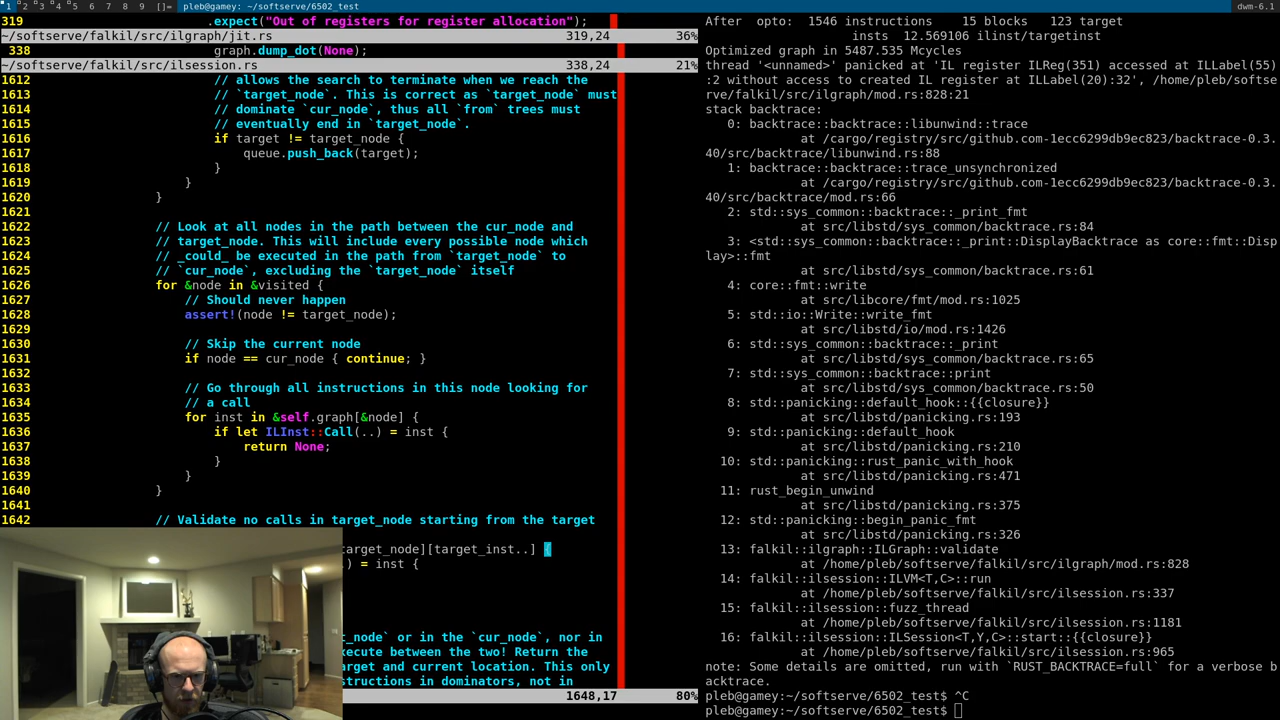 1 2 3 4 5 6 7 8 9 []= pleb@gamey: ~/softserve/6502_test dwm-6.1
319 .expect("Out of registers for register allocation");
~/softserve/falkil/src/ilgraph/jit.rs 319,24 36%
338 graph.dump_dot(None);
~/softserve/falkil/src/ilsession.rs 338,24 21%
1612 // allows the search to terminate when we reach the
1613 // `target_node`. This is correct as `target_node` must
1614 // dominate `cur_node`, thus all `from` trees must
1615 // eventually end in `target_node`.
1616 if target != target_node {
1617 queue.push_back(target);
1618 }
1619 }
1620 }
1621
1622 // Look at all nodes in the path between the cur_node and
1623 // target_node. This will include every possible node which
1624 // _could_ be executed in the path from `target_node` to
1625 // `cur_node`, excluding the `target_node` itself
1626 for &node in &visited {
1627 // Should never happen
1628 assert!(node != target_node);
1629
1630 // Skip the current node
1631 if node == cur_node { continue; }
1632
1633 // Go through all instructions in this node looking for
1634 // a call
1635 for inst in &self.graph[&node] {
1636 if let ILInst::Call(..) = inst {
1637 return None;
1638 }
1639 }
1640 }
1641
1642 // Validate no calls in target_node starting from the target
target_node][target_inst..] {
.) = inst {
t_node` or in the `cur_node`, nor in
xecute between the two! Return the
arget and current location. This only
structions in dominators, not in
1648,17 80%
After opto: 1546 instructions 15 blocks 123 target
insts 12.569106 ilinst/targetinst
Optimized graph in 5487.535 Mcycles
thread '<unnamed>' panicked at 'IL register ILReg(351) accessed at ILLabel(55)
:2 without access to created IL register at ILLabel(20):32', /home/pleb/softse
rve/falkil/src/ilgraph/mod.rs:828:21
stack backtrace:
0: backtrace::backtrace::libunwind::trace
at /cargo/registry/src/github.com-1ecc6299db9ec823/backtrace-0.3.
40/src/backtrace/libunwind.rs:88
1: backtrace::backtrace::trace_unsynchronized
at /cargo/registry/src/github.com-1ecc6299db9ec823/backtrace-0.3.
40/src/backtrace/mod.rs:66
2: std::sys_common::backtrace::_print_fmt
at src/libstd/sys_common/backtrace.rs:84
3: <std::sys_common::backtrace::_print::DisplayBacktrace as core::fmt::Disp
lay>::fmt
at src/libstd/sys_common/backtrace.rs:61
4: core::fmt::write
at src/libcore/fmt/mod.rs:1025
5: std::io::Write::write_fmt
at src/libstd/io/mod.rs:1426
6: std::sys_common::backtrace::_print
at src/libstd/sys_common/backtrace.rs:65
7: std::sys_common::backtrace::print
at src/libstd/sys_common/backtrace.rs:50
8: std::panicking::default_hook::{{closure}}
at src/libstd/panicking.rs:193
9: std::panicking::default_hook
at src/libstd/panicking.rs:210
10: std::panicking::rust_panic_with_hook
at src/libstd/panicking.rs:471
11: rust_begin_unwind
at src/libstd/panicking.rs:375
12: std::panicking::begin_panic_fmt
at src/libstd/panicking.rs:326
13: falkil::ilgraph::ILGraph::validate
at /home/pleb/softserve/falkil/src/ilgraph/mod.rs:828
14: falkil::ilsession::ILVM<T,C>::run
at /home/pleb/softserve/falkil/src/ilsession.rs:337
15: falkil::ilsession::fuzz_thread
at /home/pleb/softserve/falkil/src/ilsession.rs:1181
16: falkil::ilsession::ILSession<T,Y,C>::start::{{closure}}
at /home/pleb/softserve/falkil/src/ilsession.rs:965
note: Some details are omitted, run with `RUST_BACKTRACE=full` for a verbose b
acktrace.
pleb@gamey:~/softserve/6502_test$ ^C
pleb@gamey:~/softserve/6502_test$